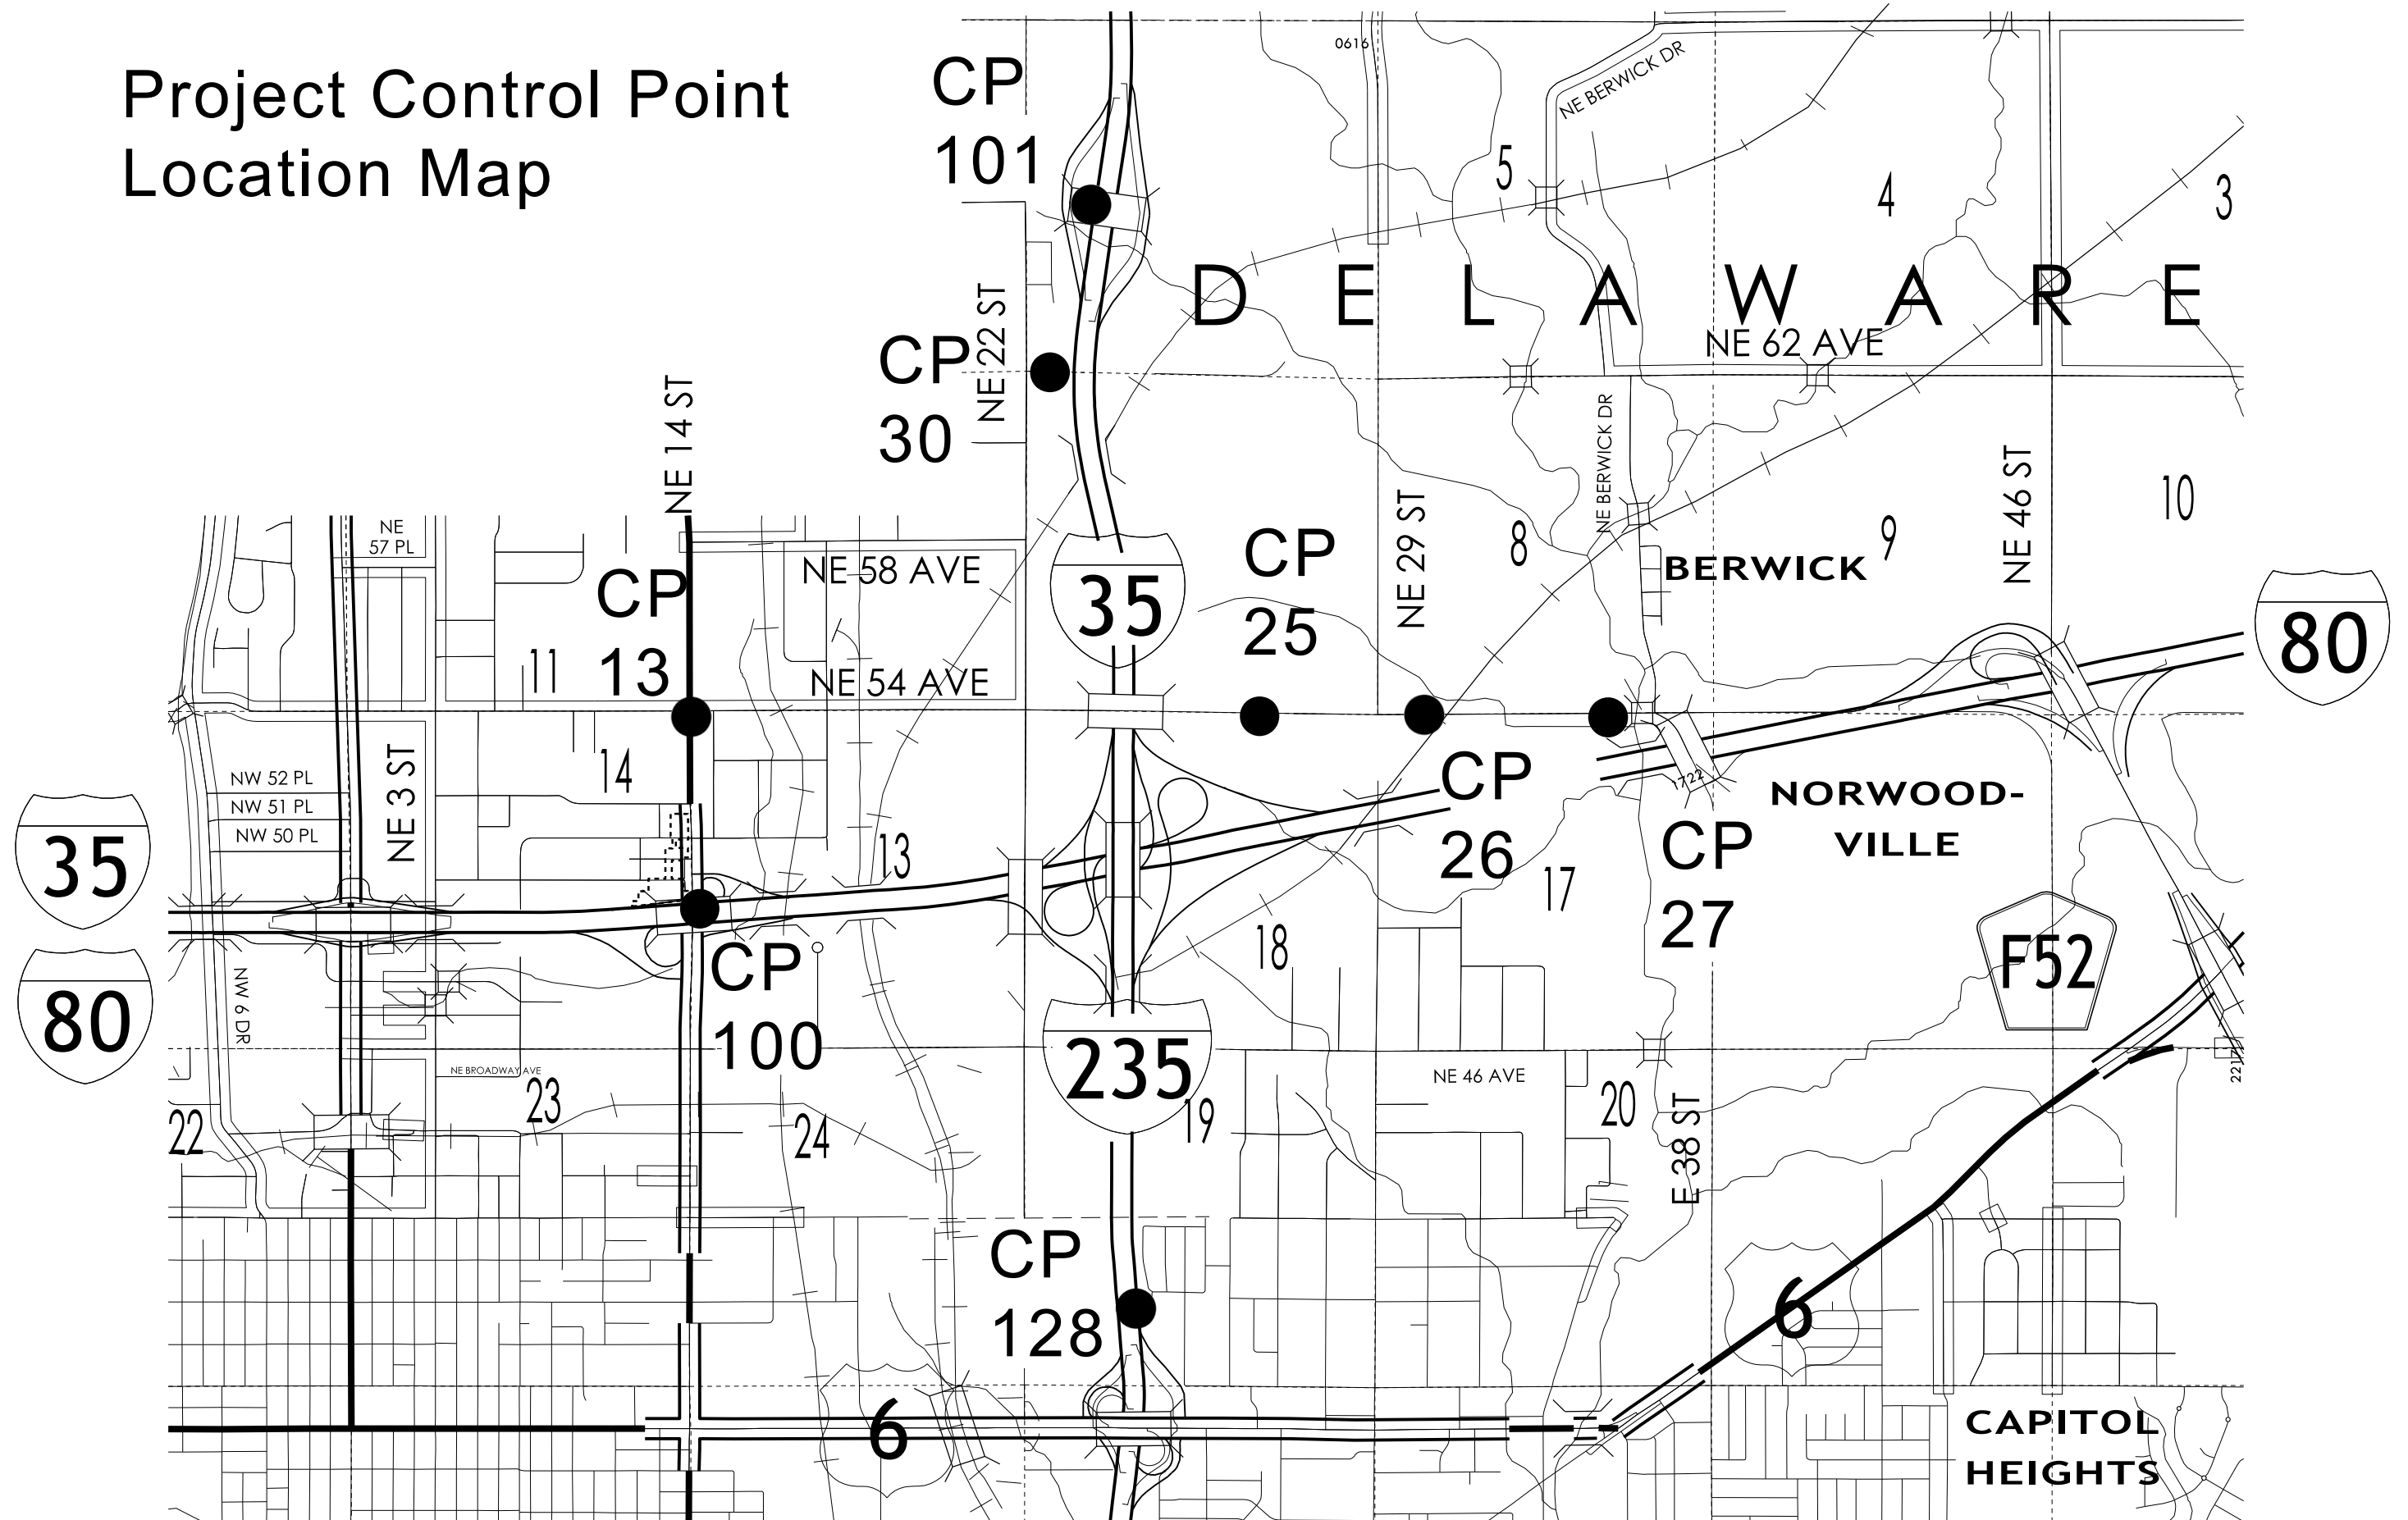 Project Control Point
Location Map
CP
101
0616
NE BERWICK DR
5
4
3
D E L A W A R E
NE 22 ST
NE 62 AVE
CP
30
NE 14 ST
NE BERWICK DR
NE 29 ST
NE 46 ST
8
9
10
BERWICK
NE
57 PL
NE 58 AVE
35
CP
25
80
CP
13
11
NE 54 AVE
14
NE 3 ST
NW 52 PL
NW 51 PL
NW 50 PL
35
80
13
CP
26
1722
NORWOOD-
VILLE
CP
27
17
18
F52
NW 6 DR
CP
100
235
NE BROADWAY AVE
NE 46 AVE
2217
22
23
24
19
20
E 38 ST
CP
128
6
6
CAPITOL
HEIGHTS